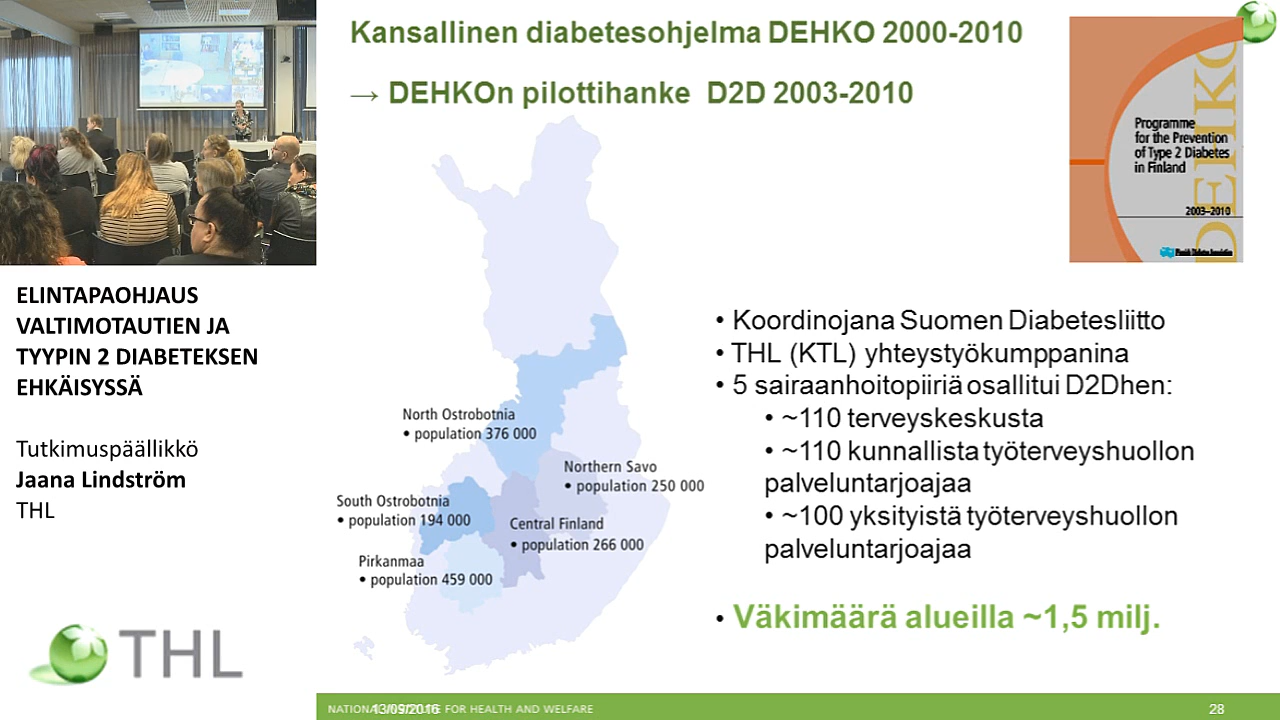 Kansallinen diabetesohjelma DEHKO 2000-2010
→ DEHKOn pilottihanke D2D 2003-2010
DEHKO
Programme
for the Prevention
of Type 2 Diabetes
in Finland
2003–2010
Finnish Diabetes Association
ELINTAPAOHJAUS
VALTIMOTAUTIEN JA
TYYPIN 2 DIABETEKSEN
EHKÄISYSSÄ
Tutkimuspäällikkö
Jaana Lindström
THL
THL
North Ostrobotnia
• population 376 000
Northern Savo
• population 250 000
South Ostrobotnia
• population 194 000
Central Finland
• population 266 000
Pirkanmaa
• population 459 000
• Koordinojana Suomen Diabetesliitto
• THL (KTL) yhteystyökumppanina
• 5 sairaanhoitopiiriä osallitui D2Dhen:
• ~110 terveyskeskusta
• ~110 kunnallista työterveyshuollon
palveluntarjoajaa
• ~100 yksityistä työterveyshuollon
palveluntarjoajaa
• Väkimäärä alueilla ~1,5 milj.
NATIONAL INSTITUTE FOR HEALTH AND WELFARE
13/09/2016
28